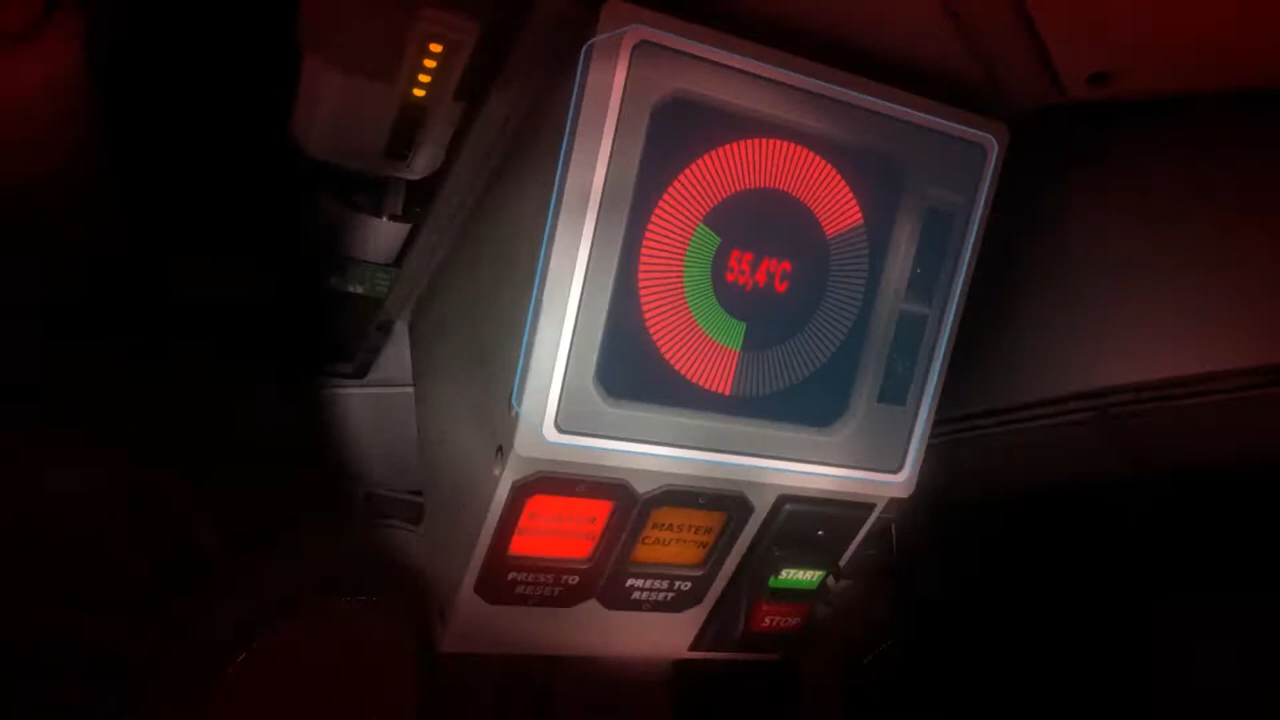 55,4°C
MASTER
CAUTION
PRESS TO
RESET
PRESS TO
RESET
START
STOP